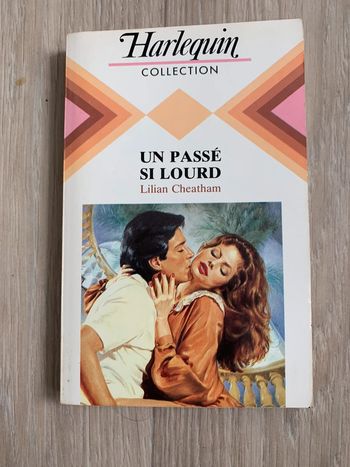 Harlequin
COLLECTION
UN PASSÉ
SI LOURD
Lilian Cheatham